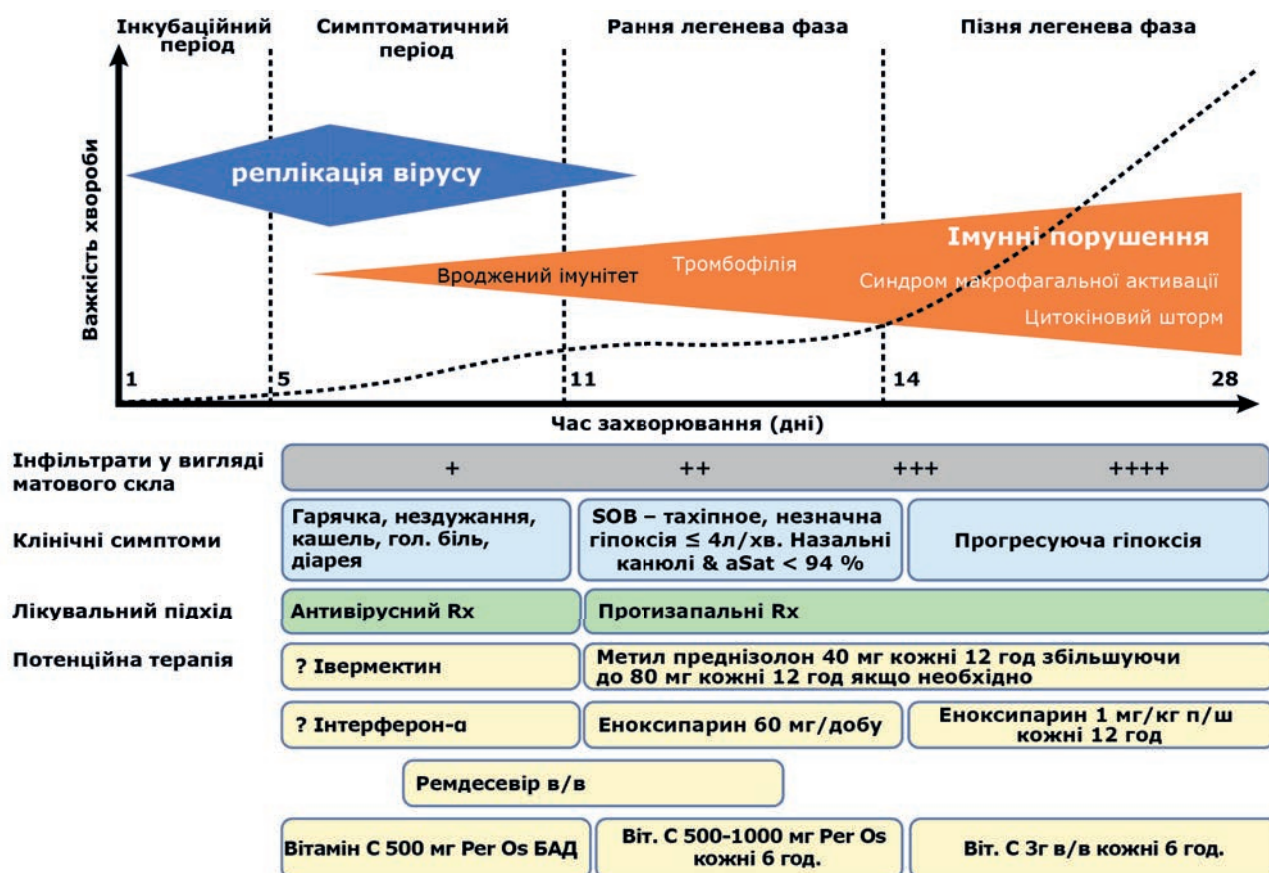 Інкубаційний
період
Симптоматичний
період
Рання легенева фаза
Пізня легенева фаза
Важкість хвороби
реплікація вірусу
Імунні порушення
Вроджений імунітет
Тромбофілія
Синдром макрофагальної активації
Цитокіновий шторм
1
5
11
14
28
Час захворювання (дні)
Інфільтрати у вигляді
матового скла
+
++
+++
++++
Клінічні симптоми
Гарячка, нездужання,
кашель, гол. біль,
діарея
SOB – тахіпное, незначна
гіпоксія ≤ 4л/хв. Назальні
канюлі & aSat < 94 %
Прогресуюча гіпоксія
Лікувальний підхід
Антивірусний Rx
Протизапальні Rx
Потенційна терапія
? Івермектин
Метил преднізолон 40 мг кожні 12 год збільшуючи
до 80 мг кожні 12 год якщо необхідно
? Інтерферон-α
Еноксипарин 60 мг/добу
Еноксипарин 1 мг/кг п/ш
кожні 12 год
Ремдесевір в/в
Вітамін С 500 мг Per Os БАД
Віт. С 500-1000 мг Per Os
кожні 6 год.
Віт. С 3г в/в кожні 6 год.